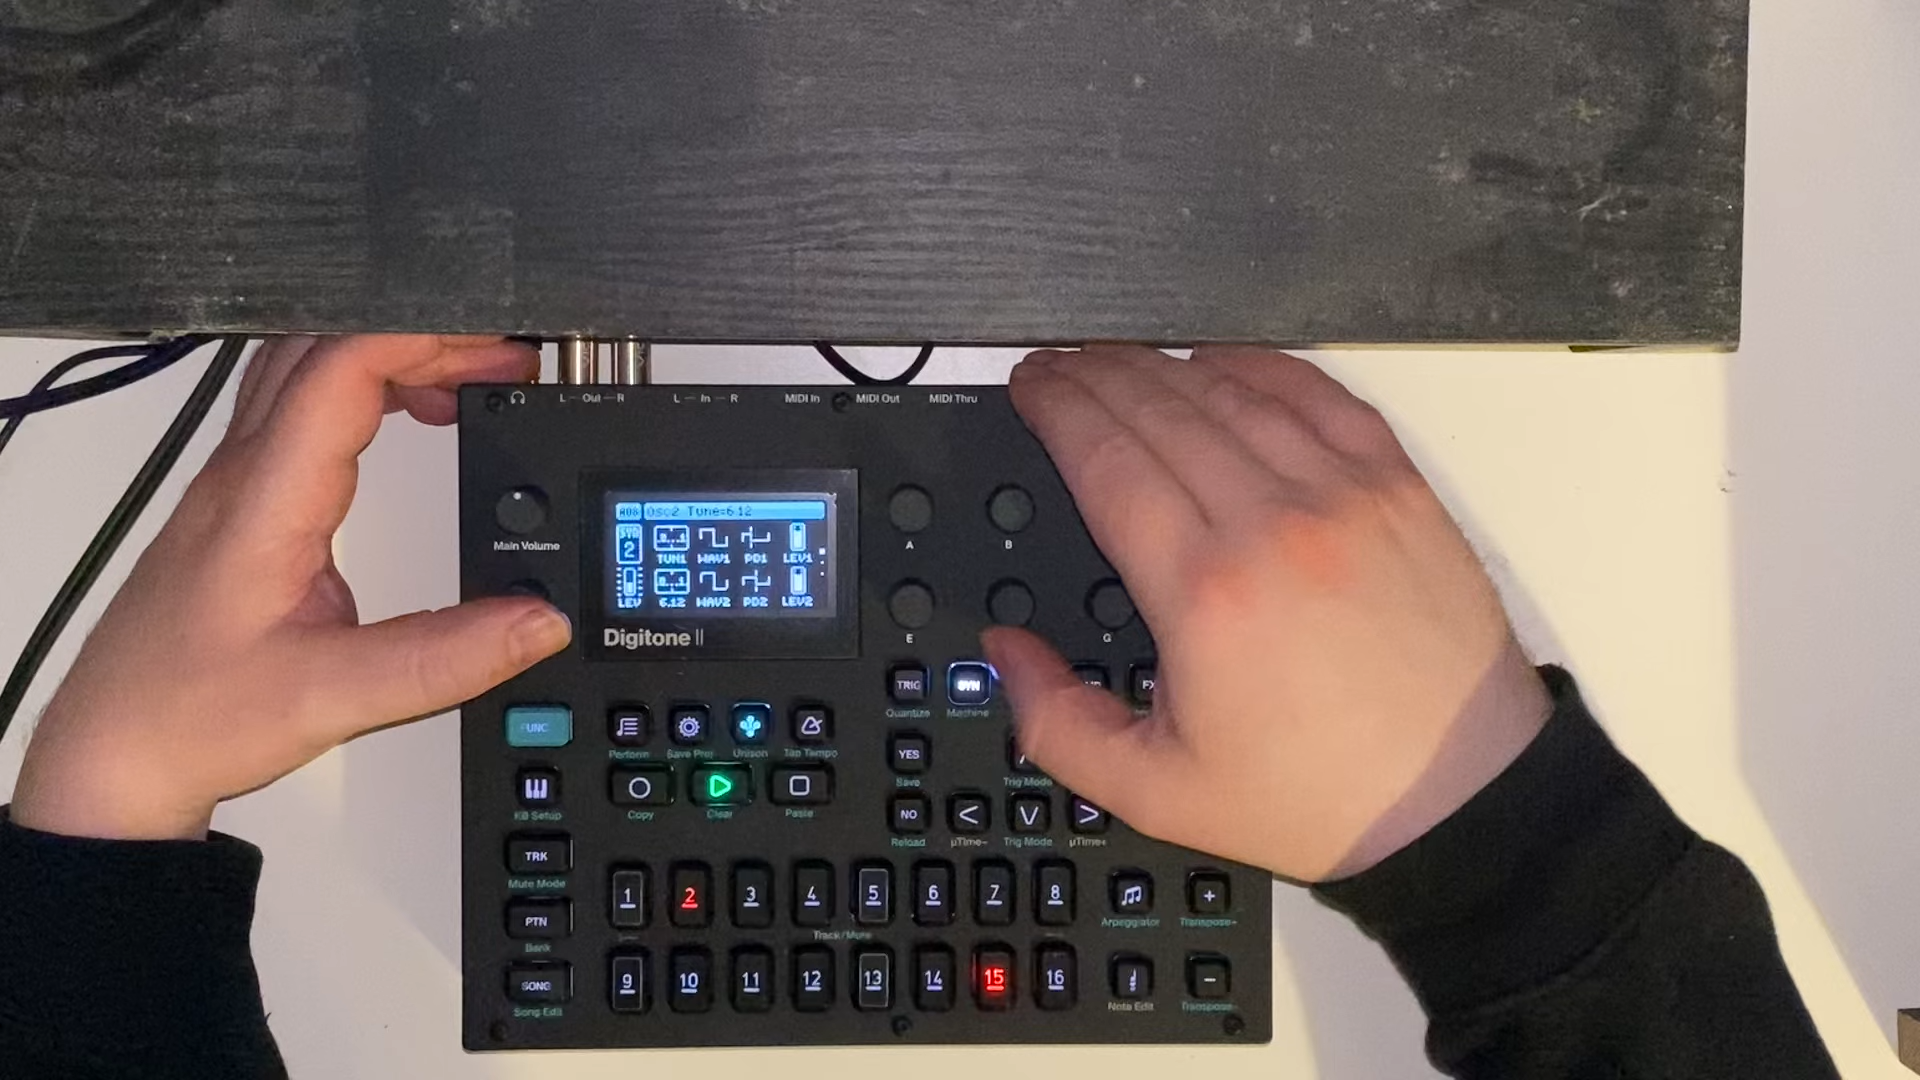 L — Out — R
L — In — R
MIDI In
MIDI Out
MIDI Thru
Main Volume
A08 Osc2 Tune=6.12
SYN
2
TUN1 WAV1 PD1 LEV1
LEV 6.12 WAV2 PD2 LEV2
Digitone II
A
B
E
G
TRIG SYN
Quantize Machine
FUNC
Perform Save Proj Unison Tap Tempo
YES
Save
Trig Mode
Copy Clear Paste
KB Setup
NO
Reload µTime- Trig Mode µTime+
TRK
Mute Mode
1 2 3 4 5 6 7 8
Arpeggiator
+
Transpose+
PTN
Bank
Track/Mute
9 10 11 12 13 14 15 16
Note Edit
-
Transpose-
SONG
Song Edit